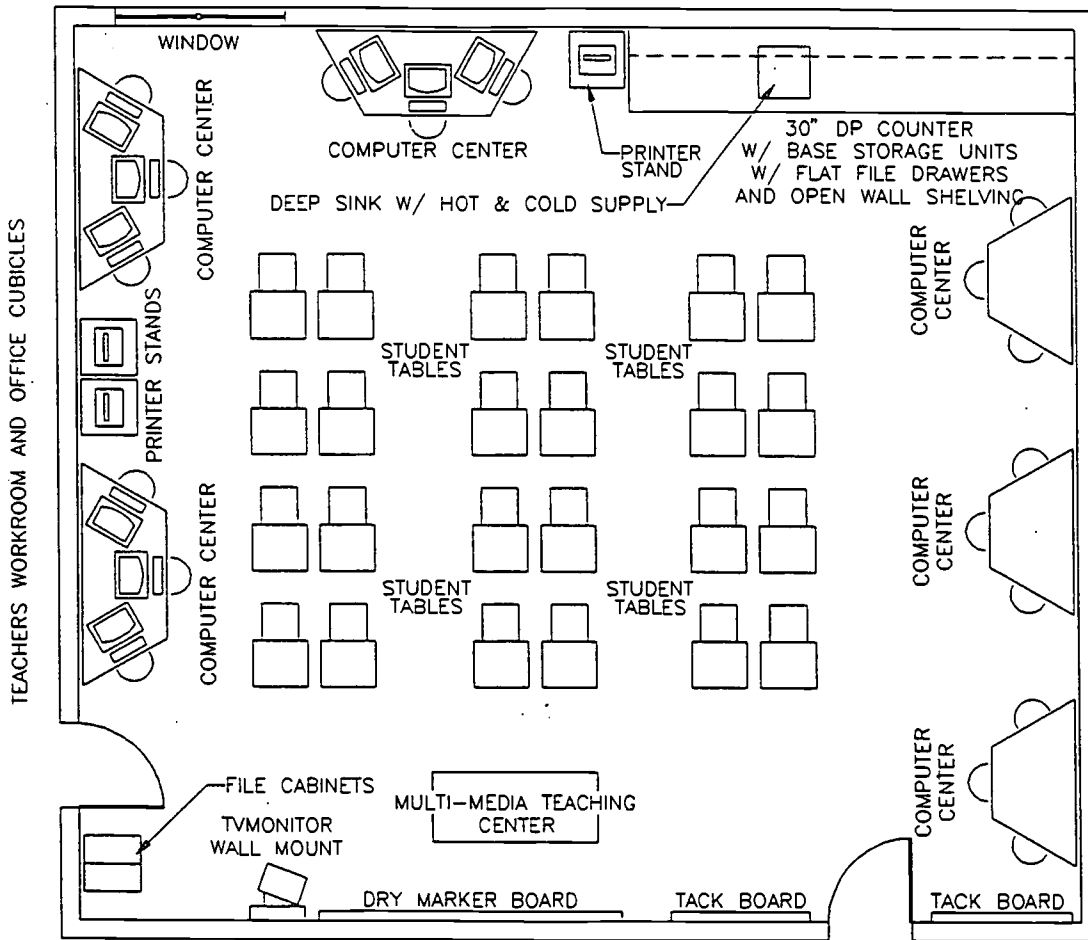 WINDOW
COMPUTER CENTER
COMPUTER CENTER
PRINTER
STAND
30" DP COUNTER
W/ BASE STORAGE UNITS
W/ FLAT FILE DRAWERS
AND OPEN WALL SHELVING
DEEP SINK W/ HOT & COLD SUPPLY
TEACHERS WORKROOM AND OFFICE CUBICLES
COMPUTER
CENTER
PRINTER STANDS
STUDENT
TABLES
STUDENT
TABLES
COMPUTER CENTER
COMPUTER
CENTER
STUDENT
TABLES
STUDENT
TABLES
COMPUTER
CENTER
FILE CABINETS
MULTI-MEDIA TEACHING
CENTER
TVMONITOR
WALL MOUNT
DRY MARKER BOARD
TACK BOARD
TACK BOARD